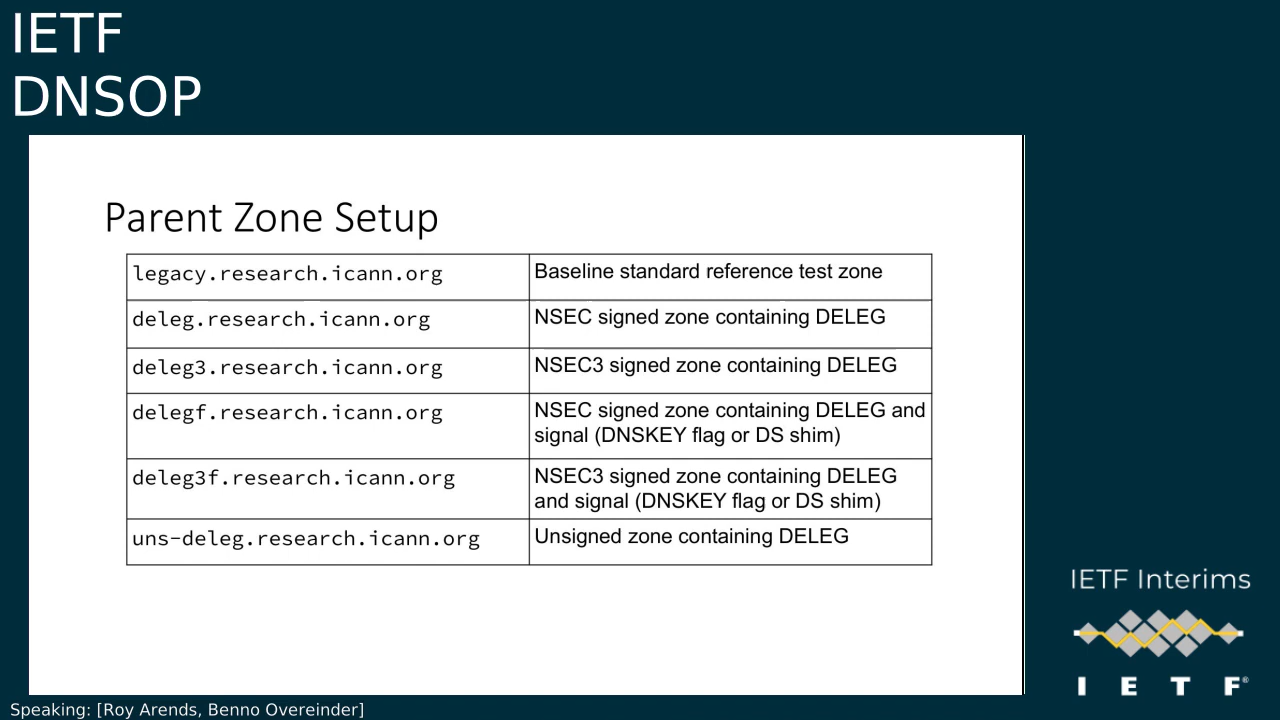 IETF
DNSOP
Parent Zone Setup
legacy.research.icann.org
Baseline standard reference test zone
deleg.research.icann.org
NSEC signed zone containing DELEG
deleg3.research.icann.org
NSEC3 signed zone containing DELEG
delegf.research.icann.org
NSEC signed zone containing DELEG and
signal (DNSKEY flag or DS shim)
deleg3f.research.icann.org
NSEC3 signed zone containing DELEG
and signal (DNSKEY flag or DS shim)
uns-deleg.research.icann.org
Unsigned zone containing DELEG
IETF Interims
I E T F®
Speaking: [Roy Arends, Benno Overeinder]